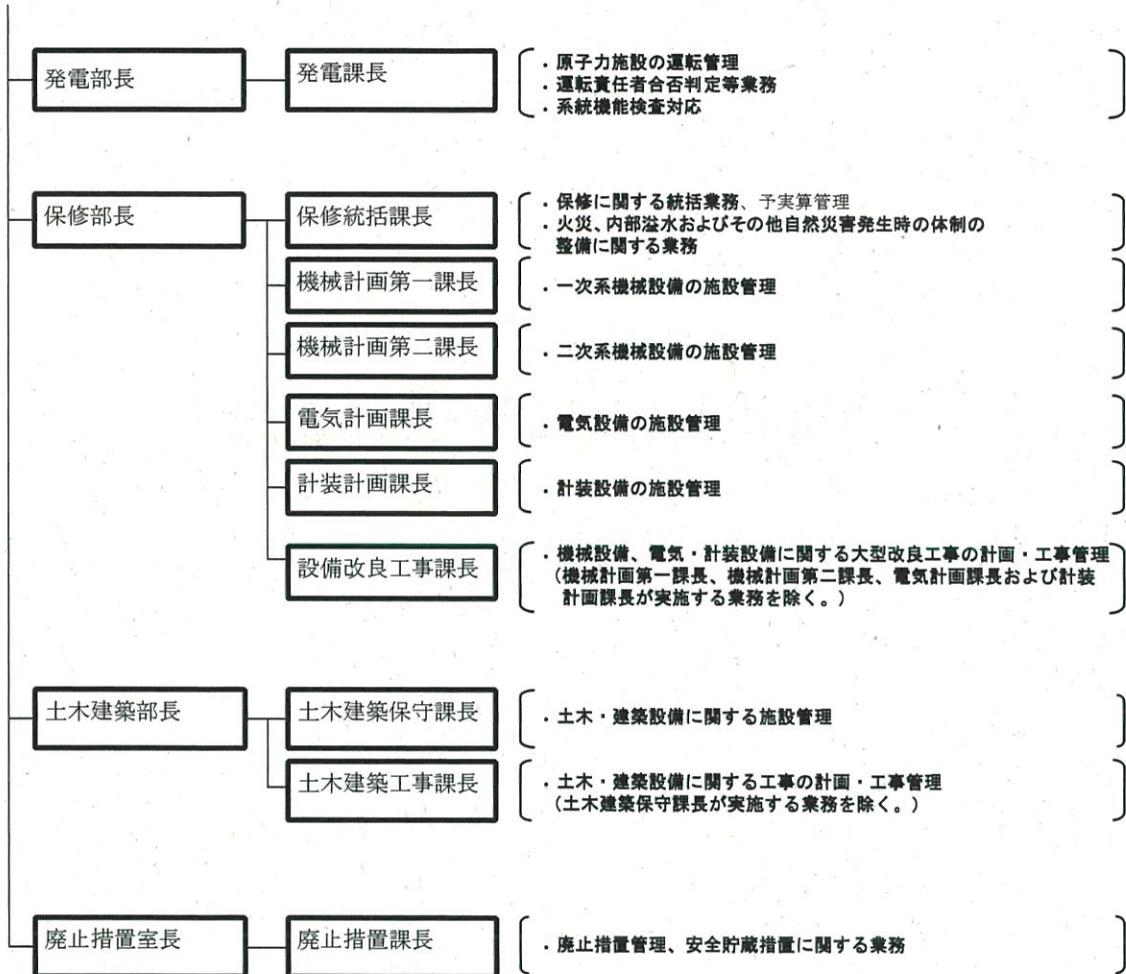 発電部長
発電課長
・原子力施設の運転管理
・運転責任者合否判定等業務
・系統機能検査対応
保修部長
保修統括課長
・保修に関する統括業務、予実算管理
・火災、内部溢水およびその他自然災害発生時の体制の
整備に関する業務
機械計画第一課長
・一次系機械設備の施設管理
機械計画第二課長
・二次系機械設備の施設管理
電気計画課長
・電気設備の施設管理
計装計画課長
・計装設備の施設管理
設備改良工事課長
・機械設備、電気・計装設備に関する大型改良工事の計画・工事管理
(機械計画第一課長、機械計画第二課長、電気計画課長および計装
計画課長が実施する業務を除く。)
土木建築部長
土木建築保守課長
・土木・建築設備に関する施設管理
土木建築工事課長
・土木・建築設備に関する工事の計画・工事管理
(土木建築保守課長が実施する業務を除く。)
廃止措置室長
廃止措置課長
・廃止措置管理、安全貯蔵措置に関する業務